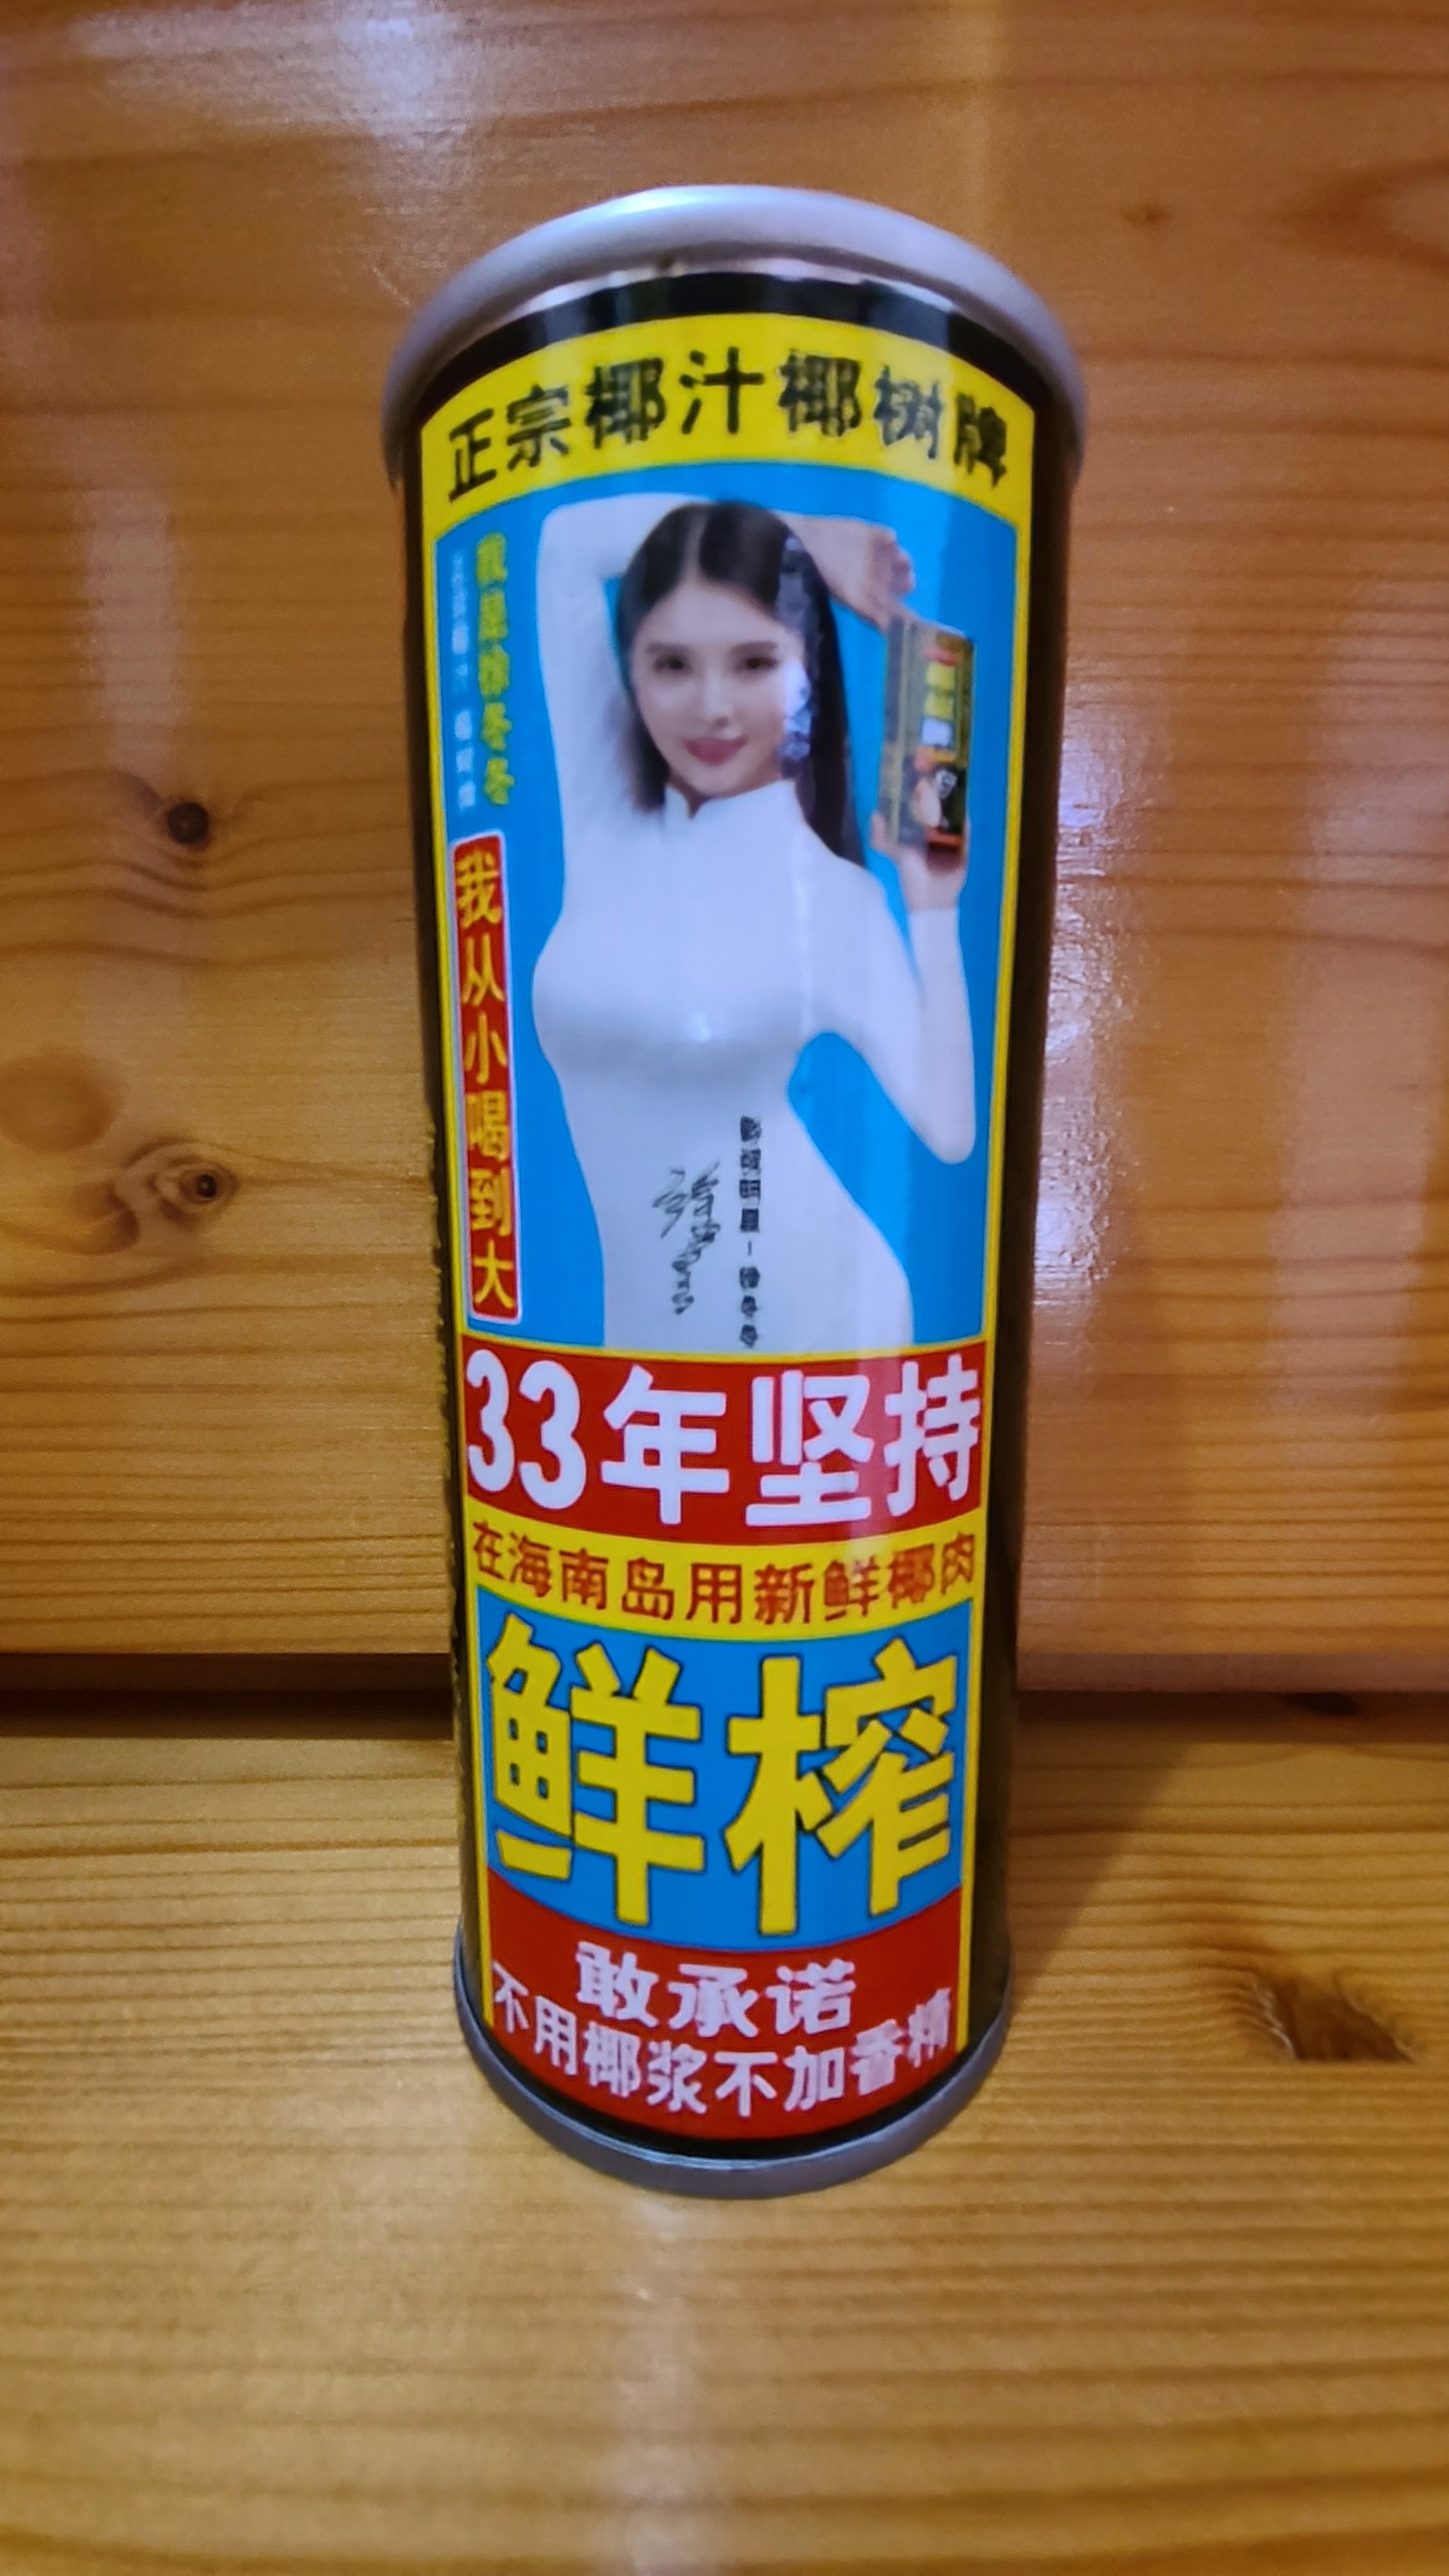 正宗椰汁椰树牌
我从小喝到大
33年坚持
在海南岛用新鲜椰肉
鲜榨
敢承诺
不用椰浆不加香精